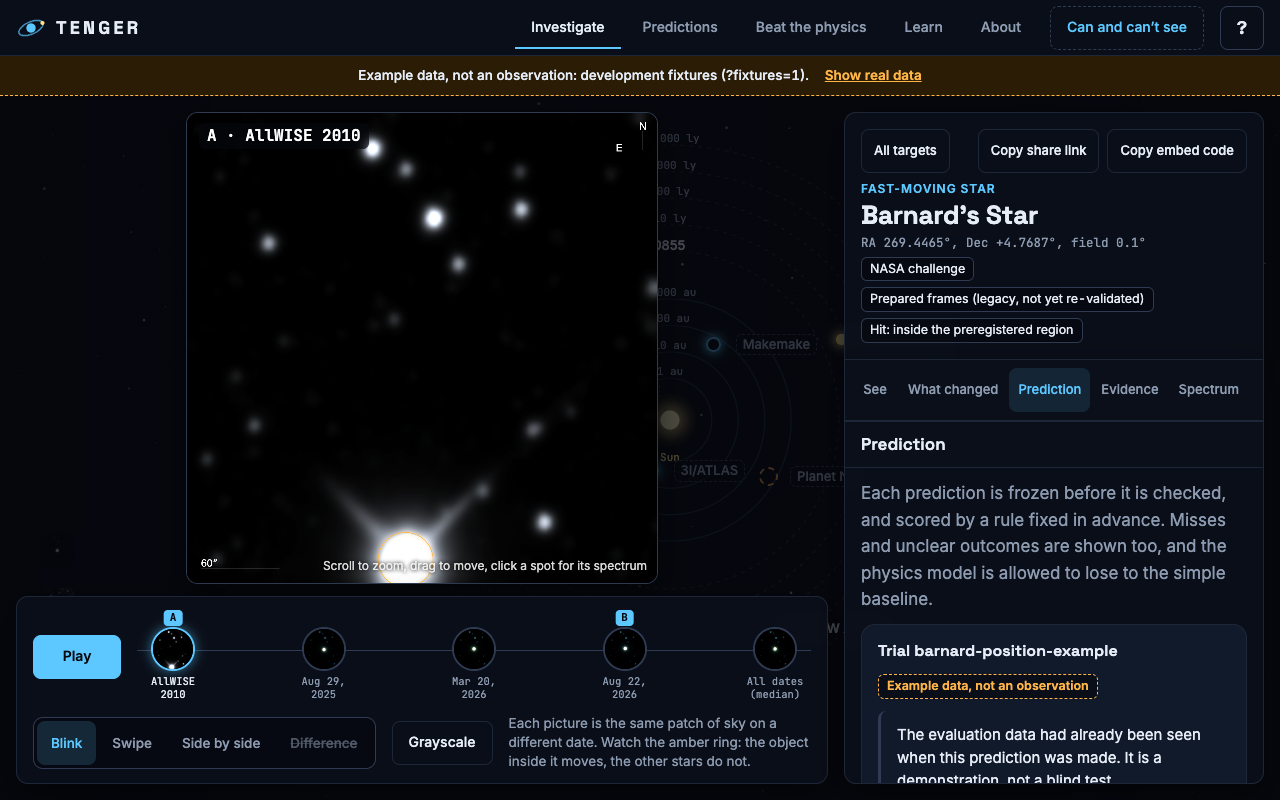 TENGER
Investigate
Predictions
Beat the physics
Learn
About
Can and can't see
?
Example data, not an observation: development fixtures (?fixtures=1). Show real data
A · AllWISE 2010
N
E
60″
Scroll to zoom, drag to move, click a spot for its spectrum
Makemake
Sun
3I/ATLAS
Planet
All targets
Copy share link
Copy embed code
FAST-MOVING STAR
Barnard's Star
RA 269.4465°, Dec +4.7687°, field 0.1°
NASA challenge
Prepared frames (legacy, not yet re-validated)
Hit: inside the preregistered region
See
What changed
Prediction
Evidence
Spectrum
Prediction
Each prediction is frozen before it is checked,
and scored by a rule fixed in advance. Misses
and unclear outcomes are shown too, and the
physics model is allowed to lose to the simple
baseline.
Trial barnard-position-example
Example data, not an observation
The evaluation data had already been seen
when this prediction was made. It is a
demonstration, not a blind test
Play
A
B
AllWISE
2010
Aug 29,
2025
Mar 20,
2026
Aug 22,
2026
All dates
(median)
Blink
Swipe
Side by side
Difference
Grayscale
Each picture is the same patch of sky on a
different date. Watch the amber ring: the object
inside it moves, the other stars do not.